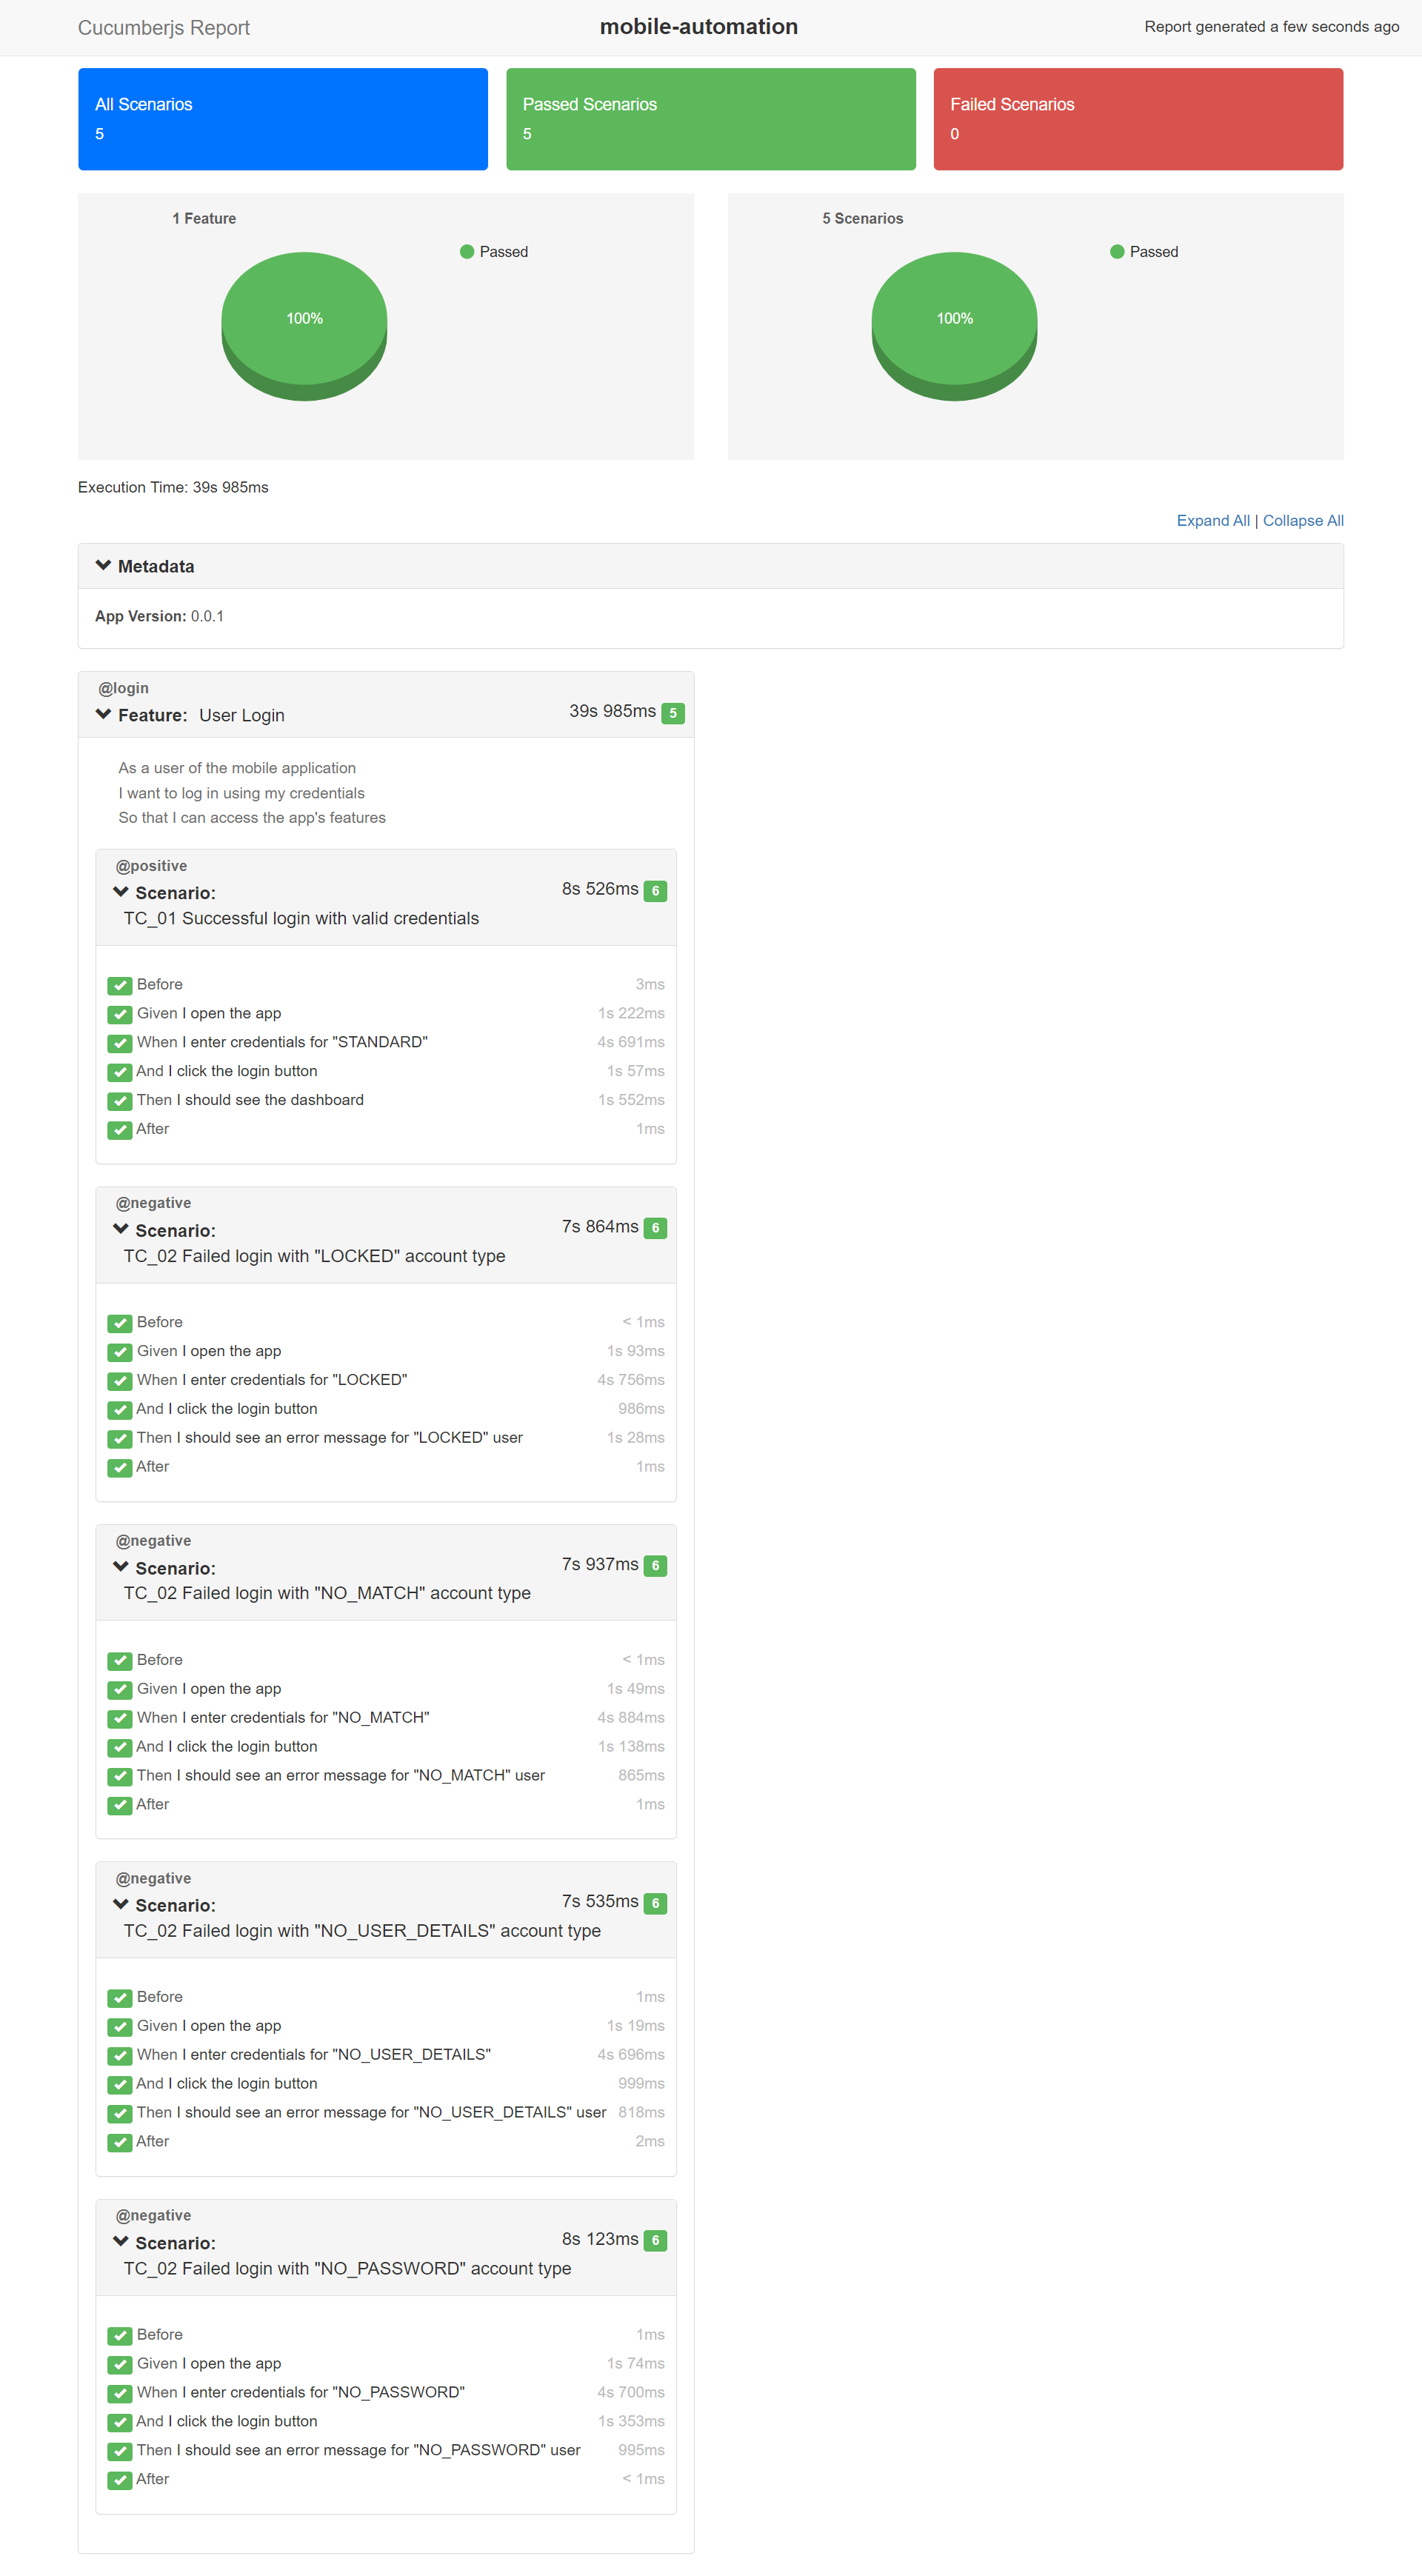 Cucumberjs Report
mobile-automation
Report generated a few seconds ago
All Scenarios
5
Passed Scenarios
5
Failed Scenarios
0
1 Feature
Passed
100%
5 Scenarios
Passed
100%
Execution Time: 39s 985ms
Expand All | Collapse All
Metadata
App Version: 0.0.1
@login
Feature: User Login 39s 985ms 5
As a user of the mobile application
I want to log in using my credentials
So that I can access the app's features
@positive
Scenario: 8s 526ms 6
TC_01 Successful login with valid credentials
Before 3ms
Given I open the app 1s 222ms
When I enter credentials for "STANDARD" 4s 691ms
And I click the login button 1s 57ms
Then I should see the dashboard 1s 552ms
After 1ms
@negative
Scenario: 7s 864ms 6
TC_02 Failed login with "LOCKED" account type
Before < 1ms
Given I open the app 1s 93ms
When I enter credentials for "LOCKED" 4s 756ms
And I click the login button 986ms
Then I should see an error message for "LOCKED" user 1s 28ms
After 1ms
@negative
Scenario: 7s 937ms 6
TC_02 Failed login with "NO_MATCH" account type
Before < 1ms
Given I open the app 1s 49ms
When I enter credentials for "NO_MATCH" 4s 884ms
And I click the login button 1s 138ms
Then I should see an error message for "NO_MATCH" user 865ms
After 1ms
@negative
Scenario: 7s 535ms 6
TC_02 Failed login with "NO_USER_DETAILS" account type
Before 1ms
Given I open the app 1s 19ms
When I enter credentials for "NO_USER_DETAILS" 4s 696ms
And I click the login button 999ms
Then I should see an error message for "NO_USER_DETAILS" user 818ms
After 2ms
@negative
Scenario: 8s 123ms 6
TC_02 Failed login with "NO_PASSWORD" account type
Before 1ms
Given I open the app 1s 74ms
When I enter credentials for "NO_PASSWORD" 4s 700ms
And I click the login button 1s 353ms
Then I should see an error message for "NO_PASSWORD" user 995ms
After < 1ms